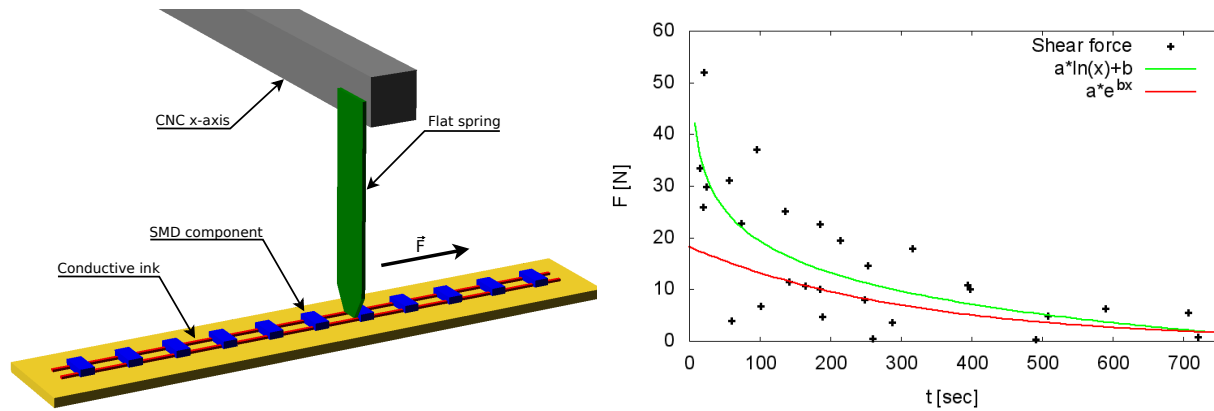 CNC x-axis
Flat spring
SMD component
F⃗
Conductive ink
60
50
40
30
20
10
0
F [N]
Shear force
a*ln(x)+b
a*e^bx
0 100 200 300 400 500 600 700
t [sec]